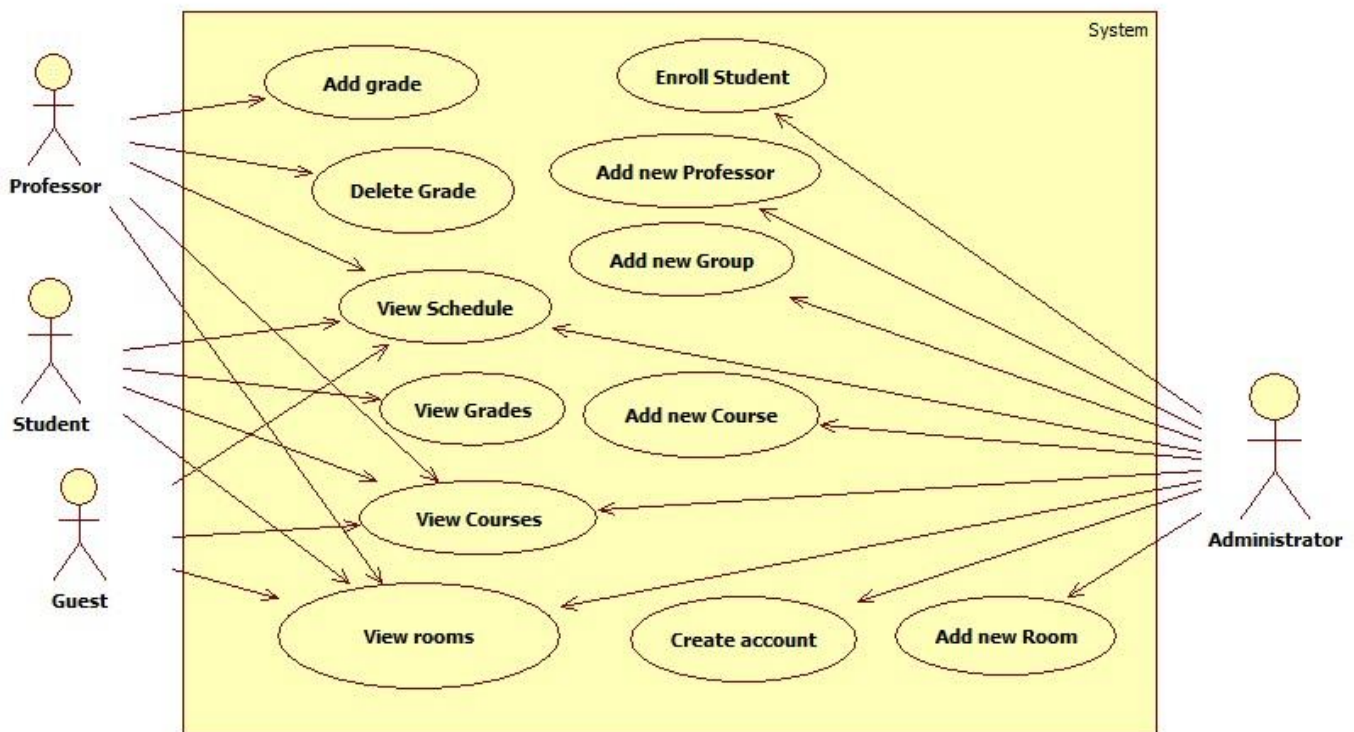 System
Add grade
Enroll Student
Add new Professor
Professor
Delete Grade
Add new Group
View Schedule
Student
View Grades
Add new Course
View Courses
Administrator
Guest
View rooms
Create account
Add new Room